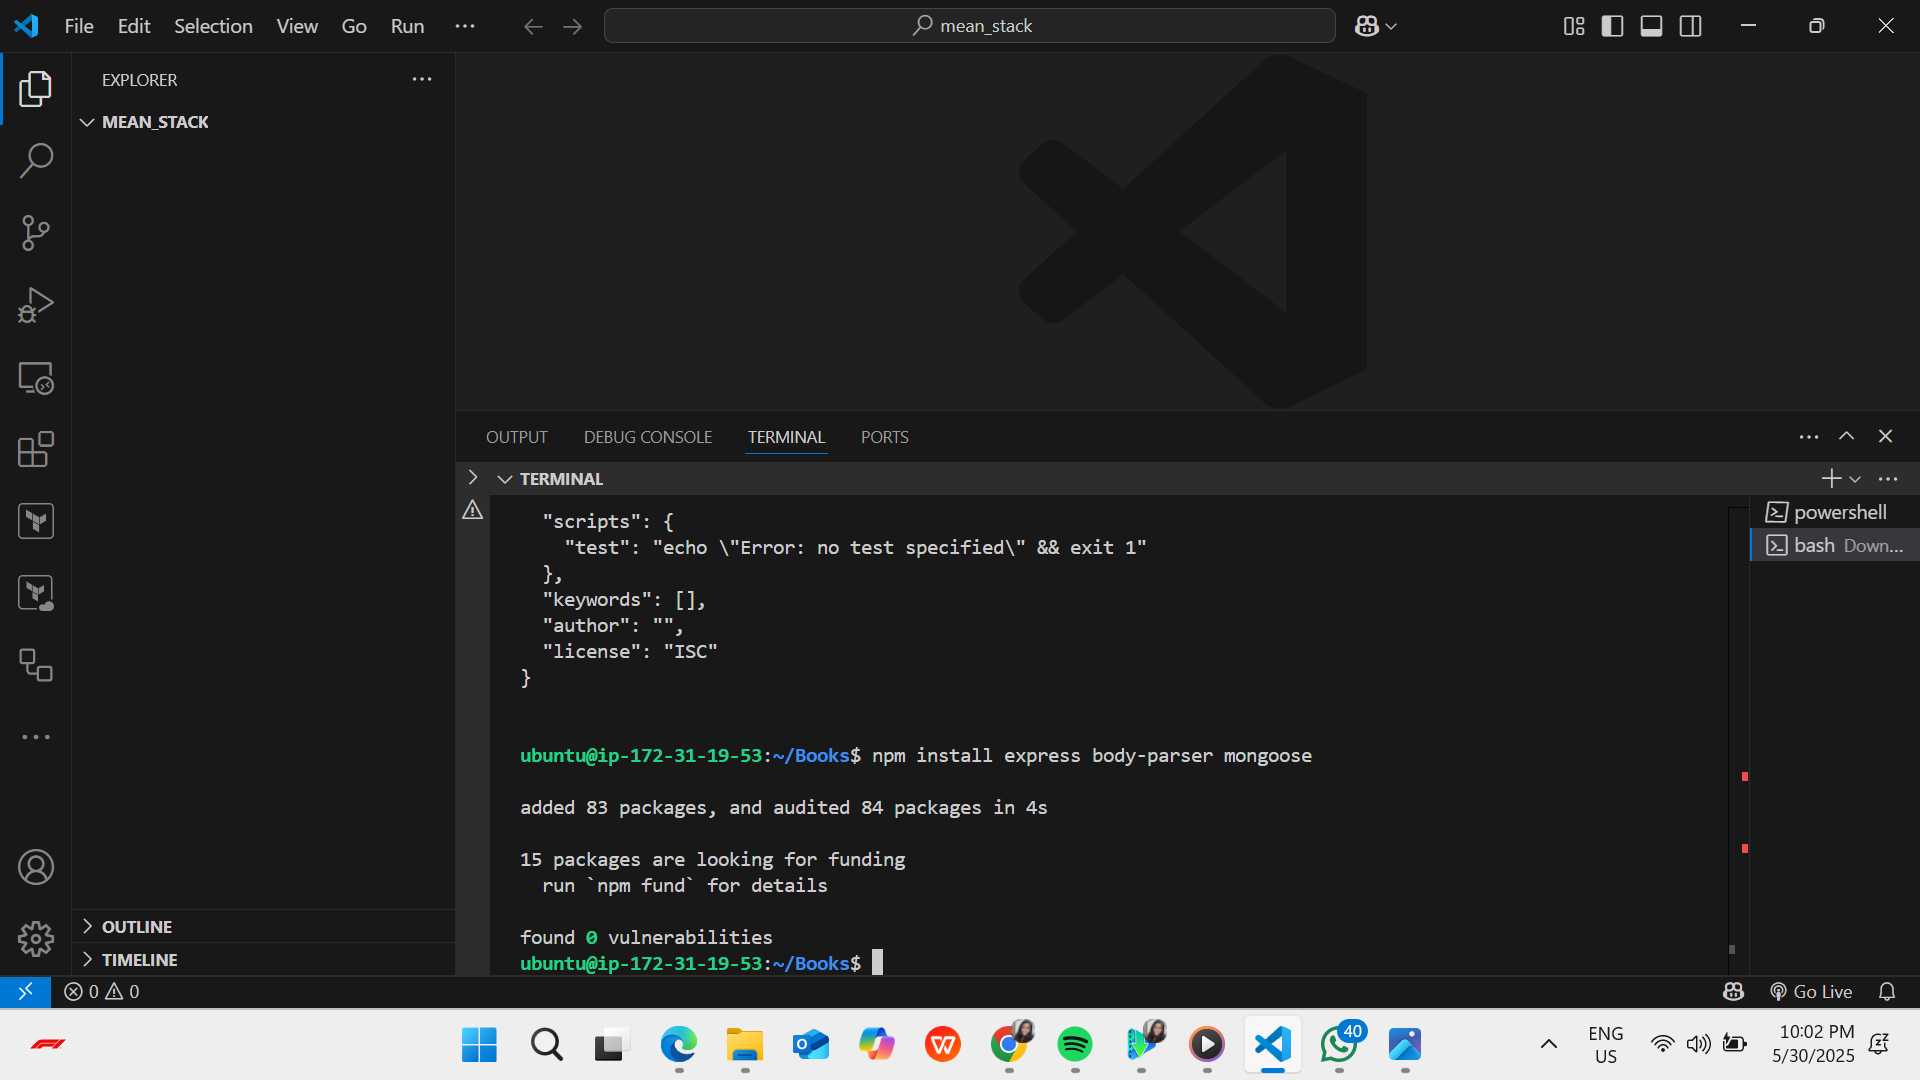 File Edit Selection View Go Run ··· mean_stack
EXPLORER
MEAN_STACK
OUTPUT DEBUG CONSOLE TERMINAL PORTS
TERMINAL
powershell
bash Down...
"scripts": {
"test": "echo \"Error: no test specified\" && exit 1"
},
"keywords": [],
"author": "",
"license": "ISC"
}
ubuntu@ip-172-31-19-53:~/Books$ npm install express body-parser mongoose
added 83 packages, and audited 84 packages in 4s
15 packages are looking for funding
run `npm fund` for details
found 0 vulnerabilities
ubuntu@ip-172-31-19-53:~/Books$
OUTLINE
TIMELINE
0 0 Go Live
40
ENG
US
10:02 PM
5/30/2025